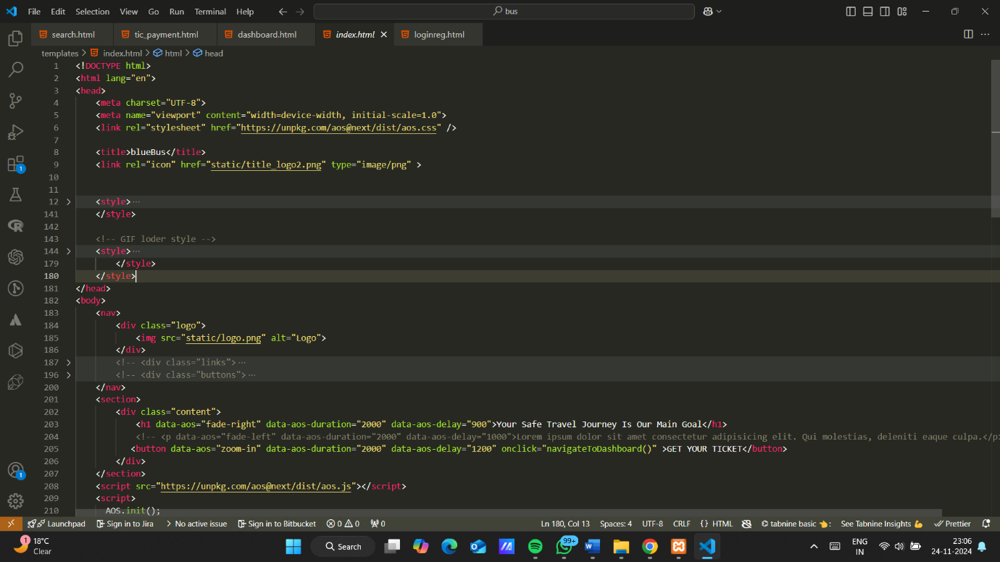 File Edit Selection View Go Run Terminal Help
bus
search.html
tic_payment.html
dashboard.html
index.html
loginreg.html
templates > index.html > html > head
1 <!DOCTYPE html>
2 <html lang="en">
3 <head>
4 <meta charset="UTF-8">
5 <meta name="viewport" content="width=device-width, initial-scale=1.0">
6 <link rel="stylesheet" href="https://unpkg.com/aos@next/dist/aos.css" />
7
8 <title>blueBus</title>
9 <link rel="icon" href="static/title_logo2.png" type="image/png" >
10
11
12 <style>…
141 </style>
142
143 <!-- GIF loder style -->
144 <style>…
179 </style>
180 </style>
181 </head>
182 <body>
183 <nav>
184 <div class="logo">
185 <img src="static/logo.png" alt="Logo">
186 </div>
187 <!-- <div class="links">…
196 <!-- <div class="buttons">…
200 </nav>
201 <section>
202 <div class="content">
203 <h1 data-aos="fade-right" data-aos-duration="2000" data-aos-delay="900">Your Safe Travel Journey Is Our Main Goal</h1>
204 <!-- <p data-aos="fade-left" data-aos-duration="2000" data-aos-delay="1000">Lorem ipsum dolor sit amet consectetur adipisicing elit. Qui molestias, deleniti eaque culpa.</p
205 <button data-aos="zoom-in" data-aos-duration="2000" data-aos-delay="1200" onclick="navigateToDashboard()" >GET YOUR TICKET</button>
206 </div>
207 </section>
208 <script src="https://unpkg.com/aos@next/dist/aos.js"></script>
209 <script>
210 AOS.init();
1
1
Launchpad Sign in to Jira > No active issue Sign in to Bitbucket 0 0 0 Ln 180, Col 13 Spaces: 4 UTF-8 CRLF {} HTML tabnine basic 👈: See Tabnine Insights 💪 Prettier
1
18°C
Clear
Search
99+
ENG
IN
23:06
24-11-2024